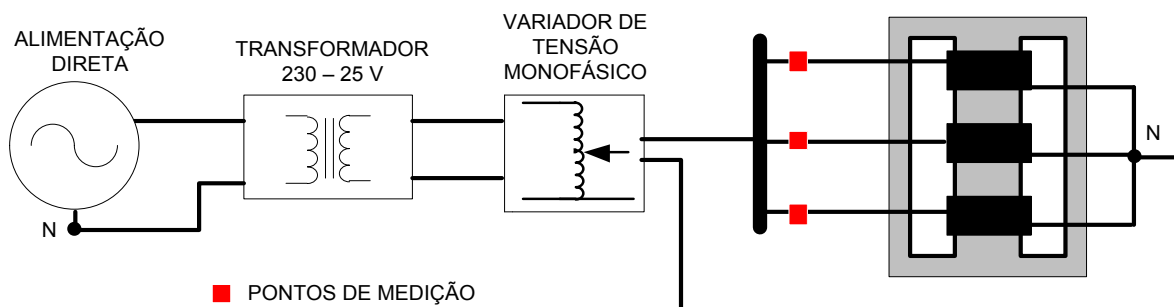 ALIMENTAÇÃO
DIRETA
TRANSFORMADOR
230 – 25 V
VARIADOR DE
TENSÃO
MONOFÁSICO
N
N
PONTOS DE MEDIÇÃO